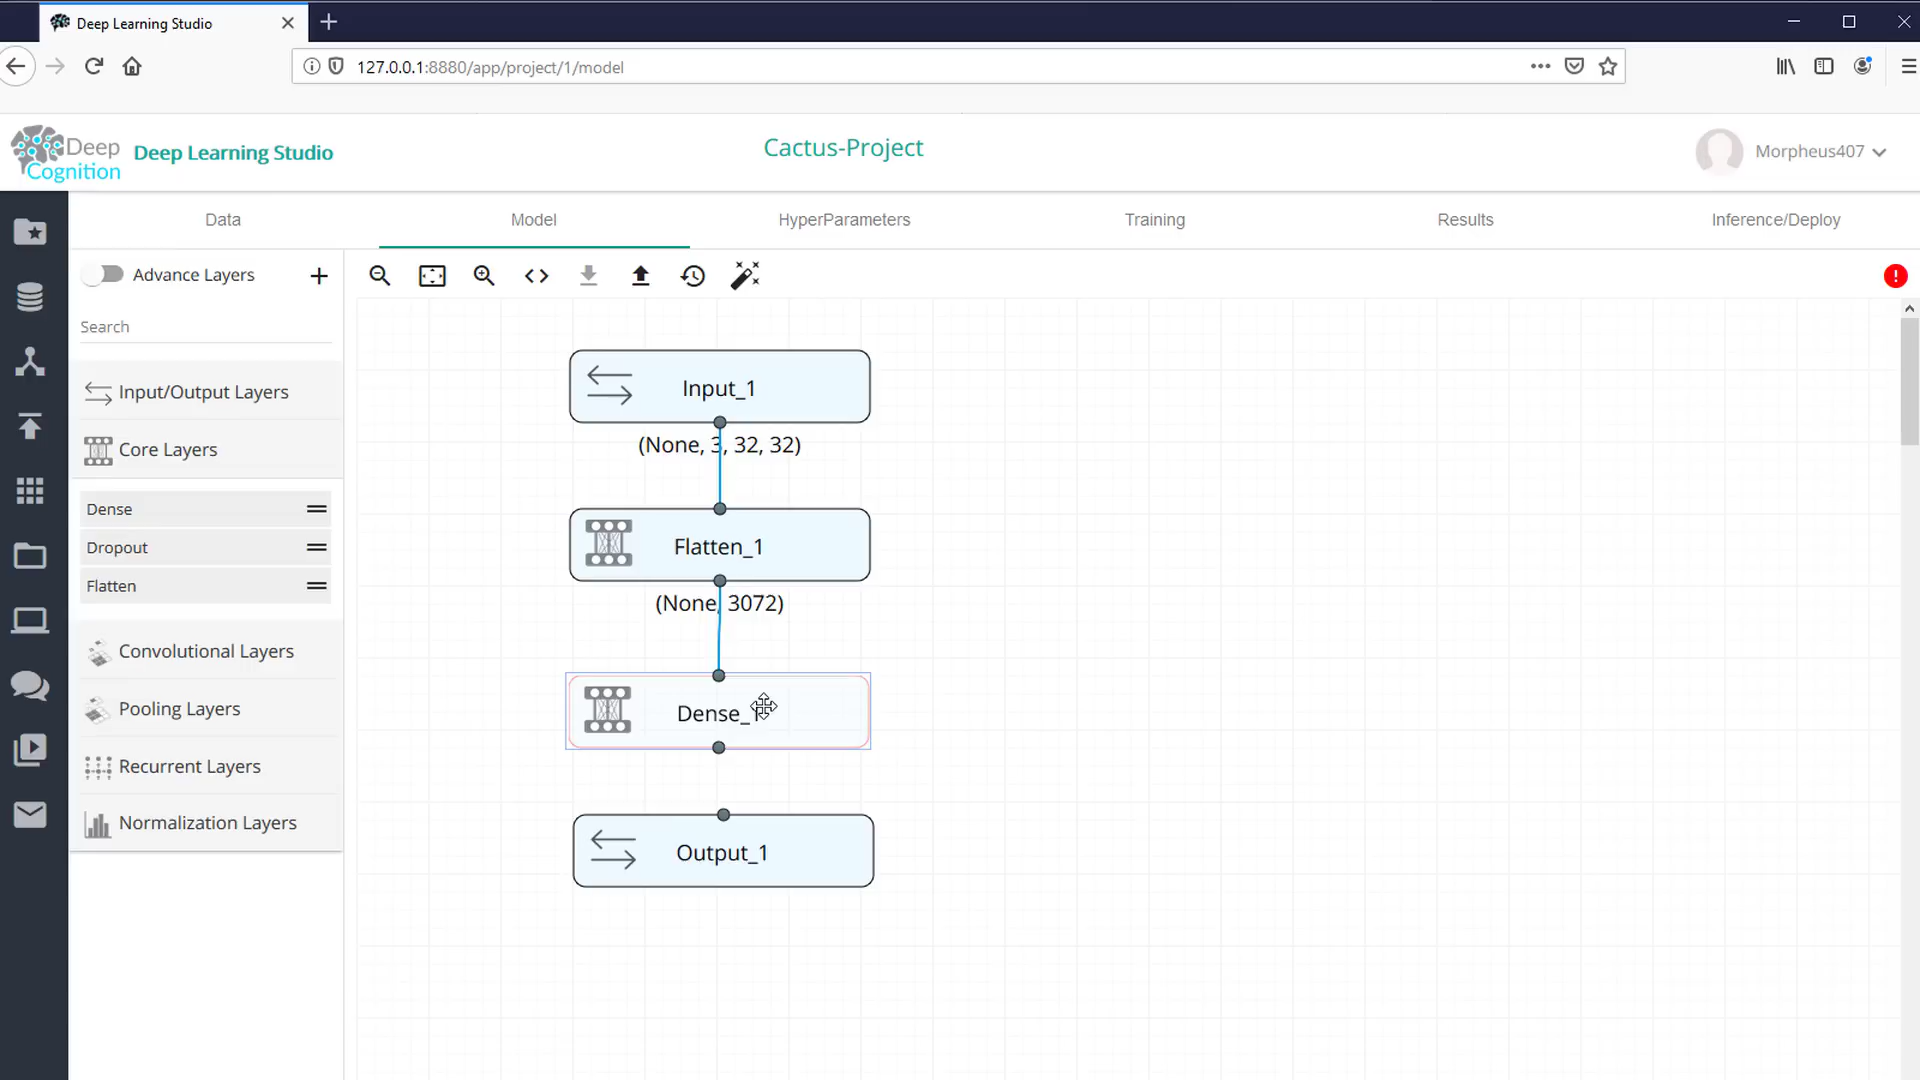 Deep Learning Studio
127.0.0.1:8880/app/project/1/model
Deep
Cognition
Deep Learning Studio
Cactus-Project
Morpheus407
Data
Model
HyperParameters
Training
Results
Inference/Deploy
Advance Layers
Search
Input/Output Layers
Core Layers
Dense
Dropout
Flatten
Convolutional Layers
Pooling Layers
Recurrent Layers
Normalization Layers
Input_1
(None, 3, 32, 32)
Flatten_1
(None, 3072)
Dense_1
Output_1